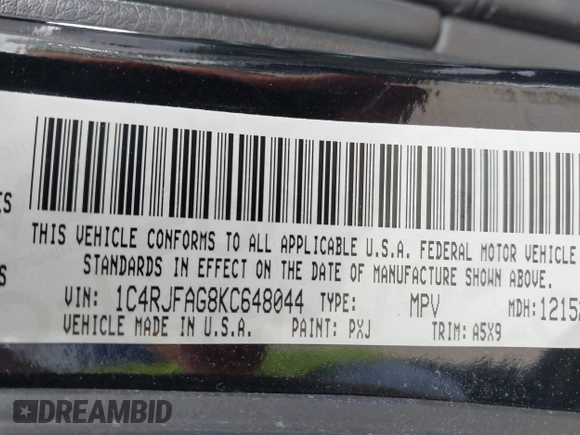 ES
THIS VEHICLE CONFORMS TO ALL APPLICABLE U.S.A. FEDERAL MOTOR VEHICLE
STANDARDS IN EFFECT ON THE DATE OF MANUFACTURE SHOWN ABOVE.
VIN: 1C4RJFAG8KC648044 TYPE: MPV MDH: 1215
VEHICLE MADE IN U.S.A. PAINT: PXJ TRIM: A5X9
DREAMBID